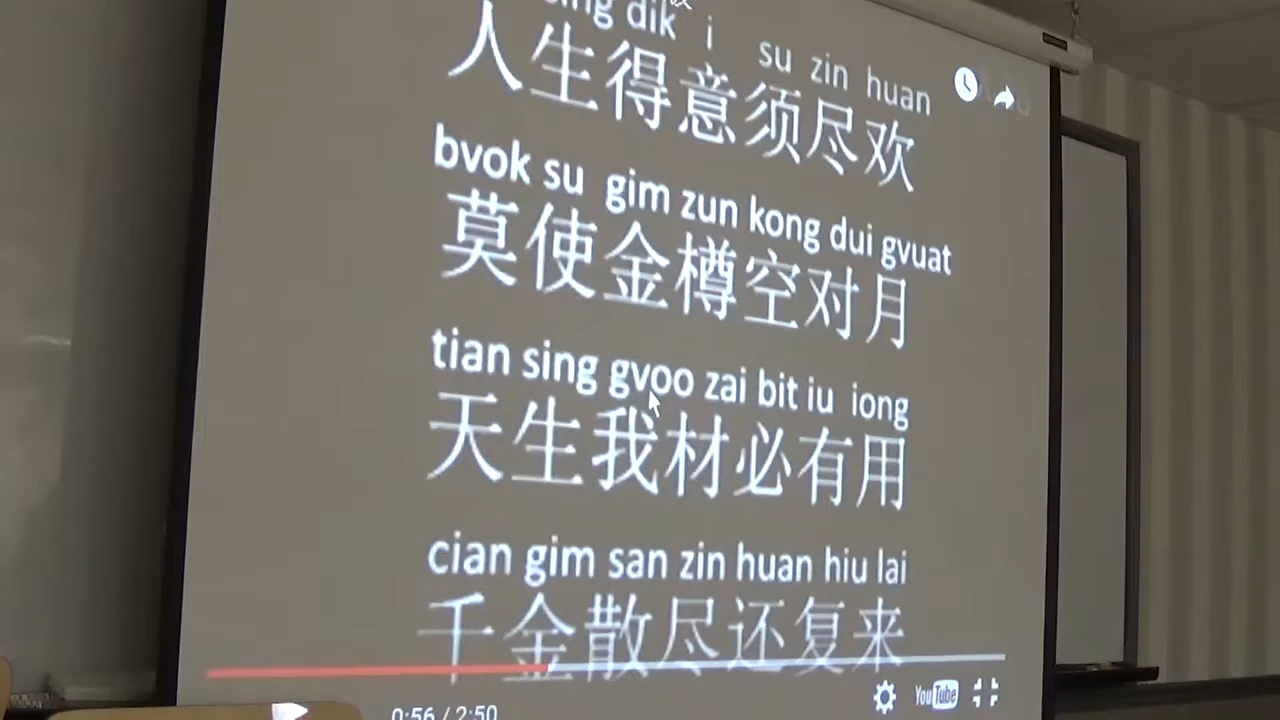 sing dik i su zin huan
人生得意须尽欢
bvok su gim zun kong dui gvuat
莫使金樽空对月
tian sing gvoo zai bit iu iong
天生我材必有用
cian gim san zin huan hiu lai
千金散尽还复来
0:56 / 2:50
YouTube